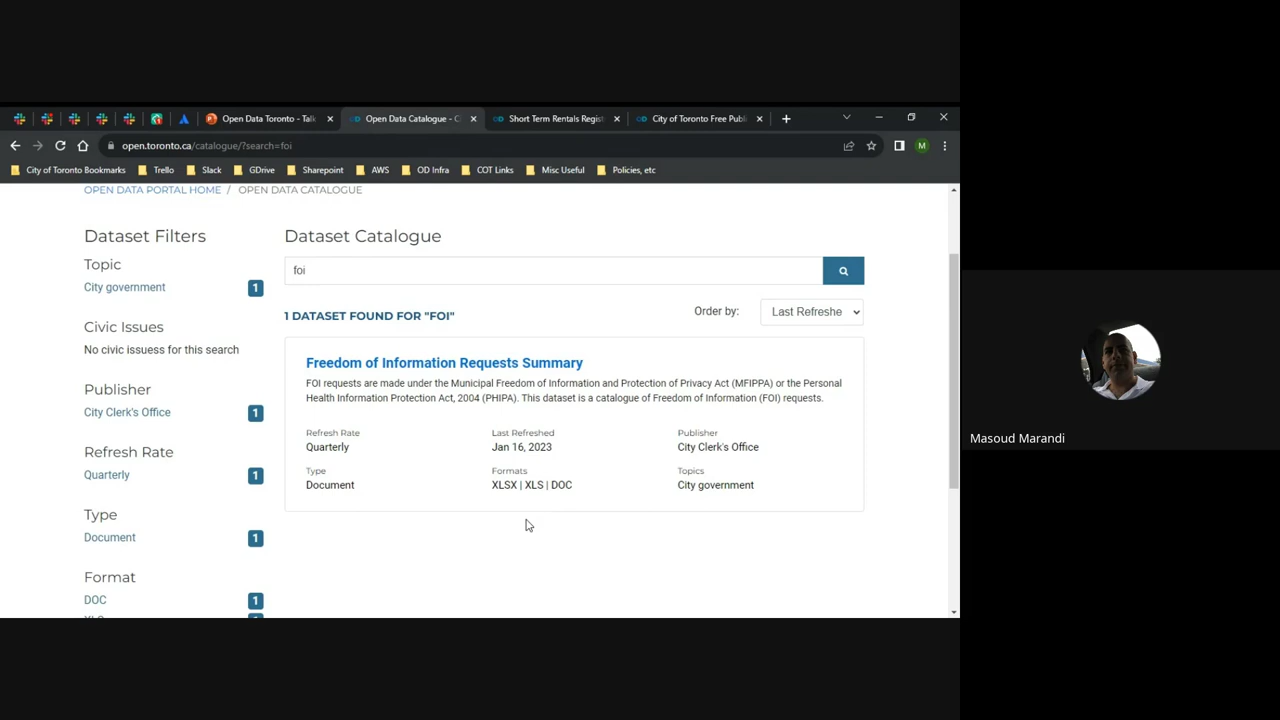 Open Data Toronto - Talk
Open Data Catalogue - C
Short Term Rentals Regist
City of Toronto Free Publ
open.toronto.ca/catalogue/?search=foi
M
City of Toronto Bookmarks
Trello
Slack
GDrive
Sharepoint
AWS
OD Infra
COT Links
Misc Useful
Policies, etc
OPEN DATA PORTAL HOME / OPEN DATA CATALOGUE
Dataset Filters
Topic
City government 1
Civic Issues
No civic issuess for this search
Publisher
City Clerk's Office 1
Refresh Rate
Quarterly 1
Type
Document 1
Format
DOC 1
Dataset Catalogue
foi
1 DATASET FOUND FOR "FOI"
Order by: Last Refreshe
Freedom of Information Requests Summary
FOI requests are made under the Municipal Freedom of Information and Protection of Privacy Act (MFIPPA) or the Personal
Health Information Protection Act, 2004 (PHIPA). This dataset is a catalogue of Freedom of Information (FOI) requests.
Refresh Rate
Quarterly
Last Refreshed
Jan 16, 2023
Publisher
City Clerk's Office
Type
Document
Formats
XLSX | XLS | DOC
Topics
City government
Masoud Marandi